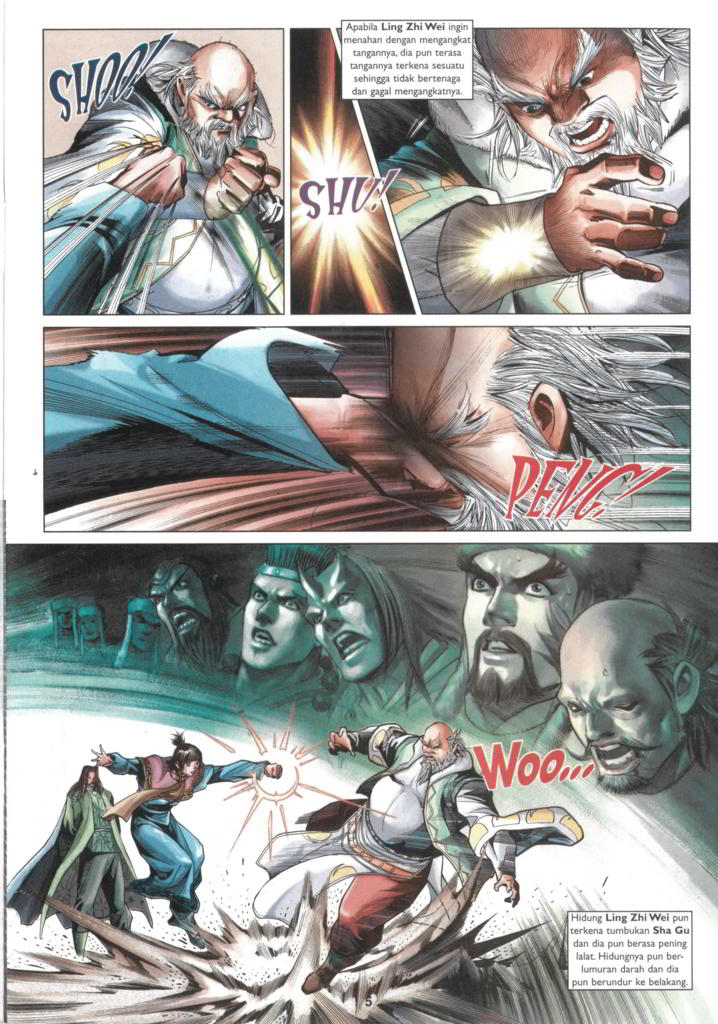 SHOO!
Apabila Ling Zhi Wei ingin
menahan dengan mengangkat
tangannya, dia pun terasa
tangannya terkena sesuatu
sehingga tidak bertenaga
dan gagal mengangkatnya.
SHU!
PENG!
WOO...
Hidung Ling Zhi Wei pun
terkena tumbukan Sha Gu
dan dia pun berasa pening
lalat. Hidungnya pun ber-
lumuran darah dan dia
pun berundur ke belakang.
5